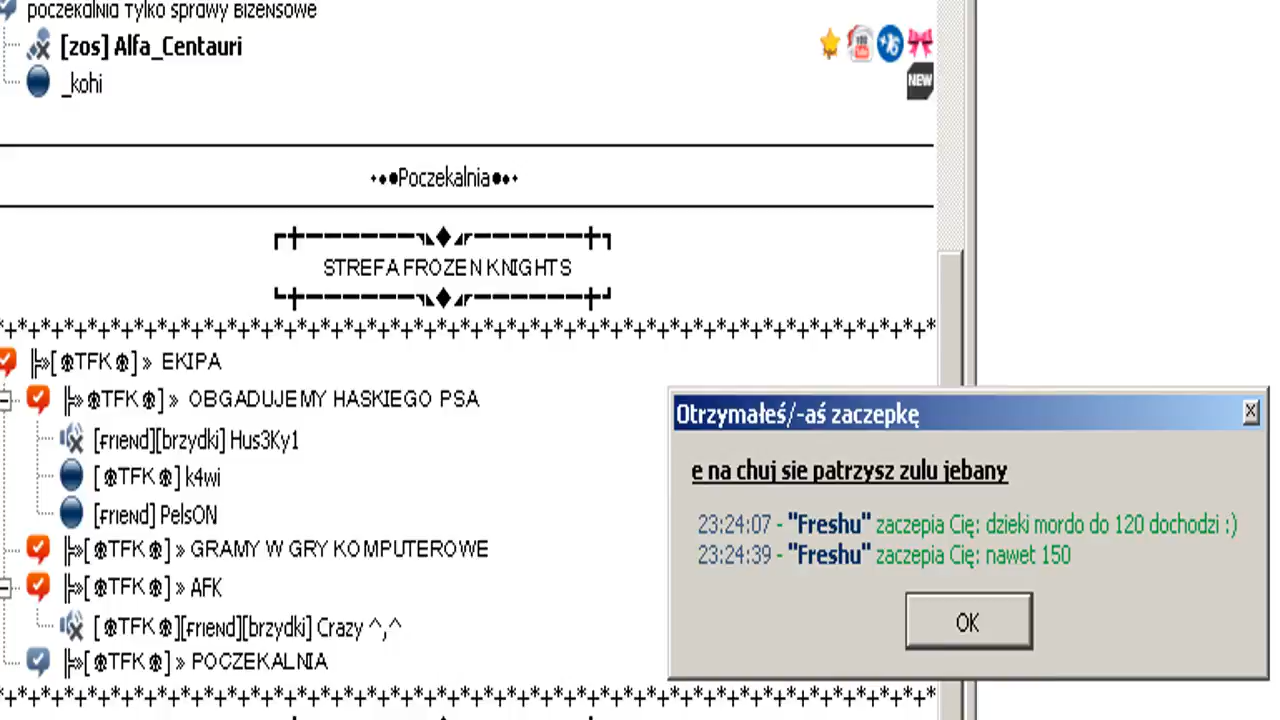 poczekalnia tylko sprawy bizensowe
[zos] Alfa_Centauri
+16
_kohi
NEW
Poczekalnia
STREFA FROZEN KNIGHTS
*+*+*+*+*+*+*+*+*+*+*+*+*+*+*+*+*+*+*+*+*+*+*+*+*+*+*
╠»[۞TFK۞]» EKIPA
╠»۞TFK۞]» OBGADUJEMY HASKIEGO PSA
[friend][brzydki] Hus3Ky1
[۞TFK۞] k4wi
[friend] PelsON
╠»[۞TFK۞]» GRAMY W GRY KOMPUTEROWE
╠»[۞TFK۞]» AFK
[۞TFK۞][friend][brzydki] Crazy ^,^
╠»[۞TFK۞]» POCZEKALNIA
*+*+*+*+*+*+*+*+*+*+*+*+*+*+*+*+*+*+*+*+*+*+*+*+*+*+*
Otrzymałeś/-aś zaczepkę
e na chuj sie patrzysz zulu jebany
23:24:07 - "Freshu" zaczepia Cię: dzieki mordo do 120 dochodzi :)
23:24:39 - "Freshu" zaczepia Cię: nawet 150
OK